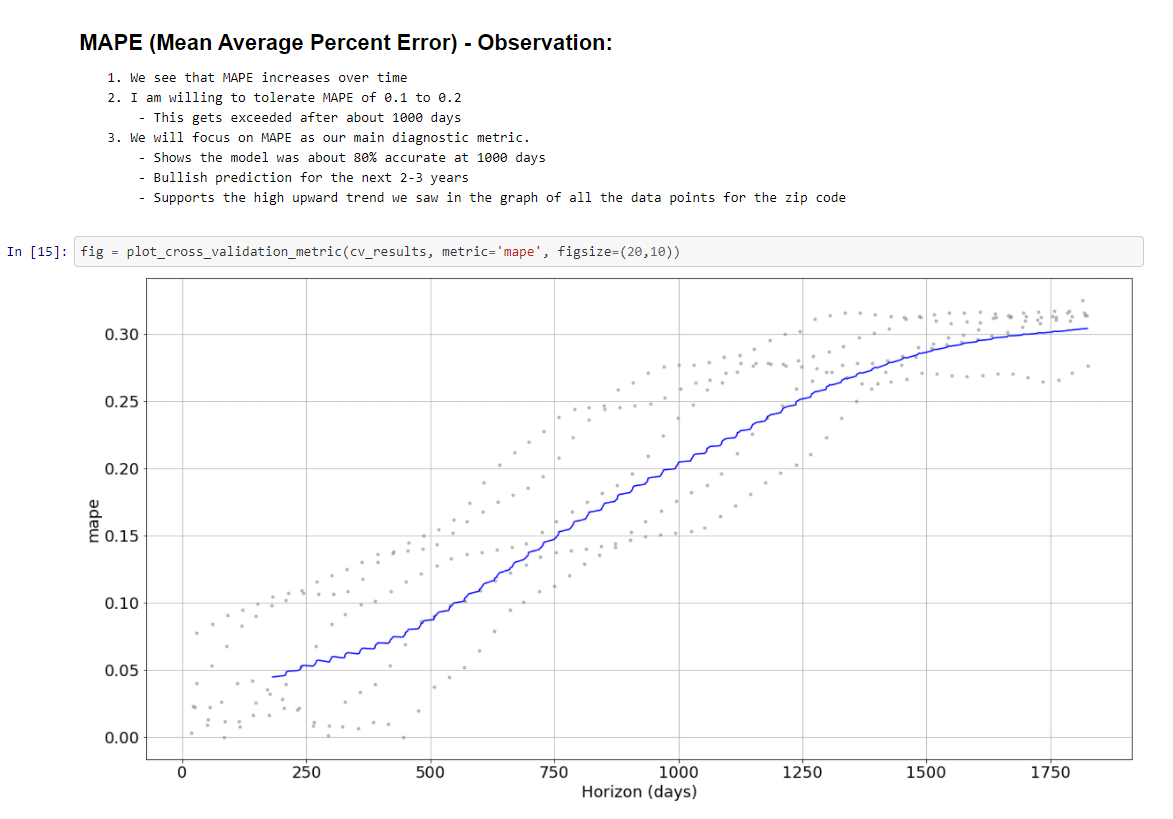 MAPE (Mean Average Percent Error) - Observation:
1. We see that MAPE increases over time
2. I am willing to tolerate MAPE of 0.1 to 0.2
- This gets exceeded after about 1000 days
3. We will focus on MAPE as our main diagnostic metric.
- Shows the model was about 80% accurate at 1000 days
- Bullish prediction for the next 2-3 years
- Supports the high upward trend we saw in the graph of all the data points for the zip code
In [15]: fig = plot_cross_validation_metric(cv_results, metric='mape', figsize=(20,10))
0.30
0.25
0.20
0.15
0.10
0.05
0.00
mape
0 250 500 750 1000 1250 1500 1750
Horizon (days)